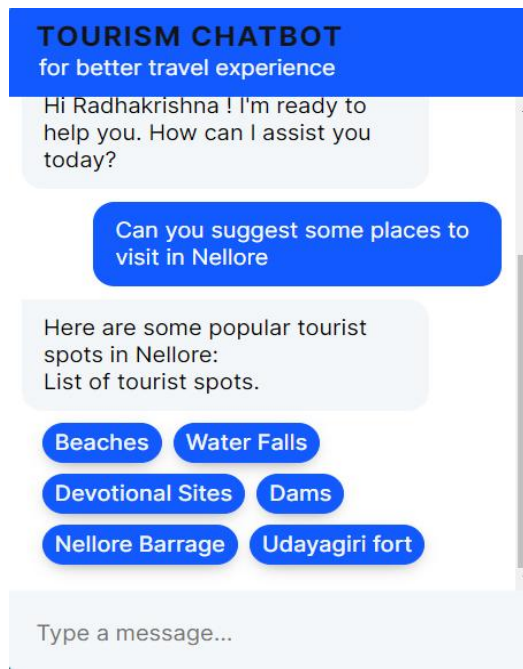 TOURISM CHATBOT
for better travel experience
Hi Radhakrishna ! I'm ready to
help you. How can I assist you
today?
Can you suggest some places to
visit in Nellore
Here are some popular tourist
spots in Nellore:
List of tourist spots.
Beaches Water Falls
Devotional Sites Dams
Nellore Barrage Udayagiri fort
Type a message...